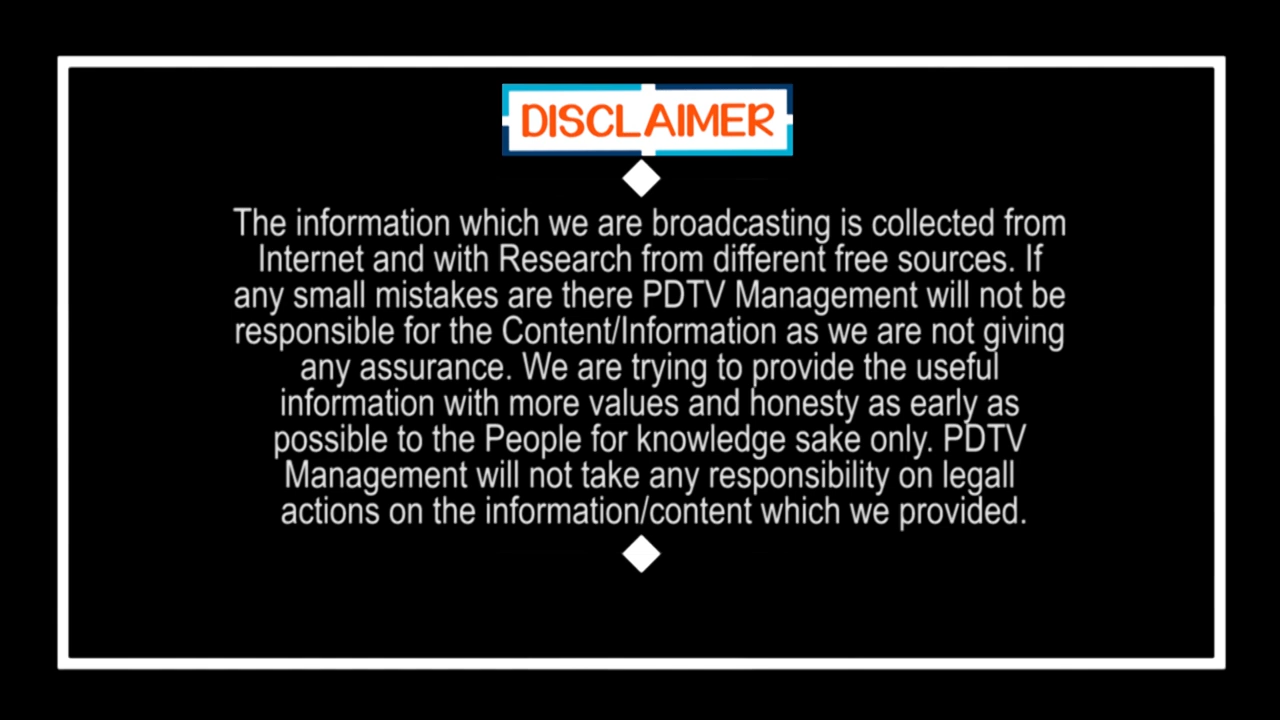 DISCLAIMER
The information which we are broadcasting is collected from
Internet and with Research from different free sources. If
any small mistakes are there PDTV Management will not be
responsible for the Content/Information as we are not giving
any assurance. We are trying to provide the useful
information with more values and honesty as early as
possible to the People for knowledge sake only. PDTV
Management will not take any responsibility on legall
actions on the information/content which we provided.